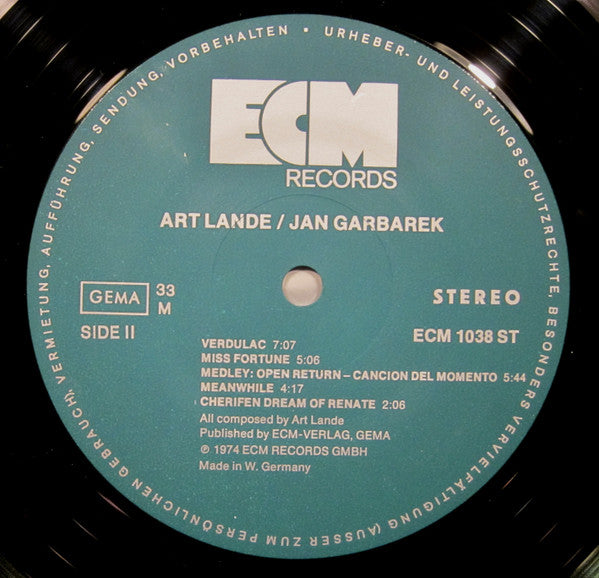 ECM
RECORDS
ART LANDE / JAN GARBAREK
GEMA
33
M
STEREO
SIDE II
ECM 1038 ST
VERDULAC 7:07
MISS FORTUNE 5:06
MEDLEY: OPEN RETURN – CANCION DEL MOMENTO 5:44
MEANWHILE 4:17
CHERIFEN DREAM OF RENATE 2:06
All composed by Art Lande
Published by ECM-VERLAG, GEMA
℗ 1974 ECM RECORDS GMBH
Made in W. Germany
URHEBER- UND LEISTUNGSSCHUTZRECHTE, BESONDERS VERVIELFÄLTIGUNG (AUSSER ZUM PERSÖNLICHEN GEBRAUCH), VERMIETUNG, AUFFÜHRUNG, SENDUNG, VORBEHALTEN •